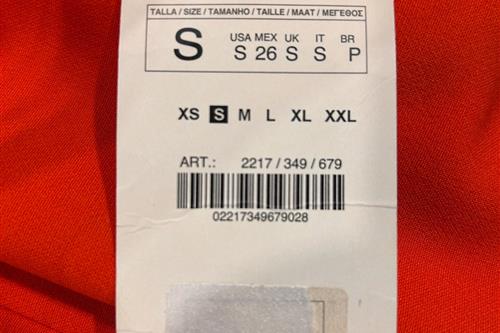 TALLA / SIZE / TAMANHO / TAILLE / MAAT / ΜΕΓΕΘΟΣ
S USA MEX UK IT BR
S 26 S S P
XS S M L XL XXL
ART.: 2217 / 349 / 679
02217349679028